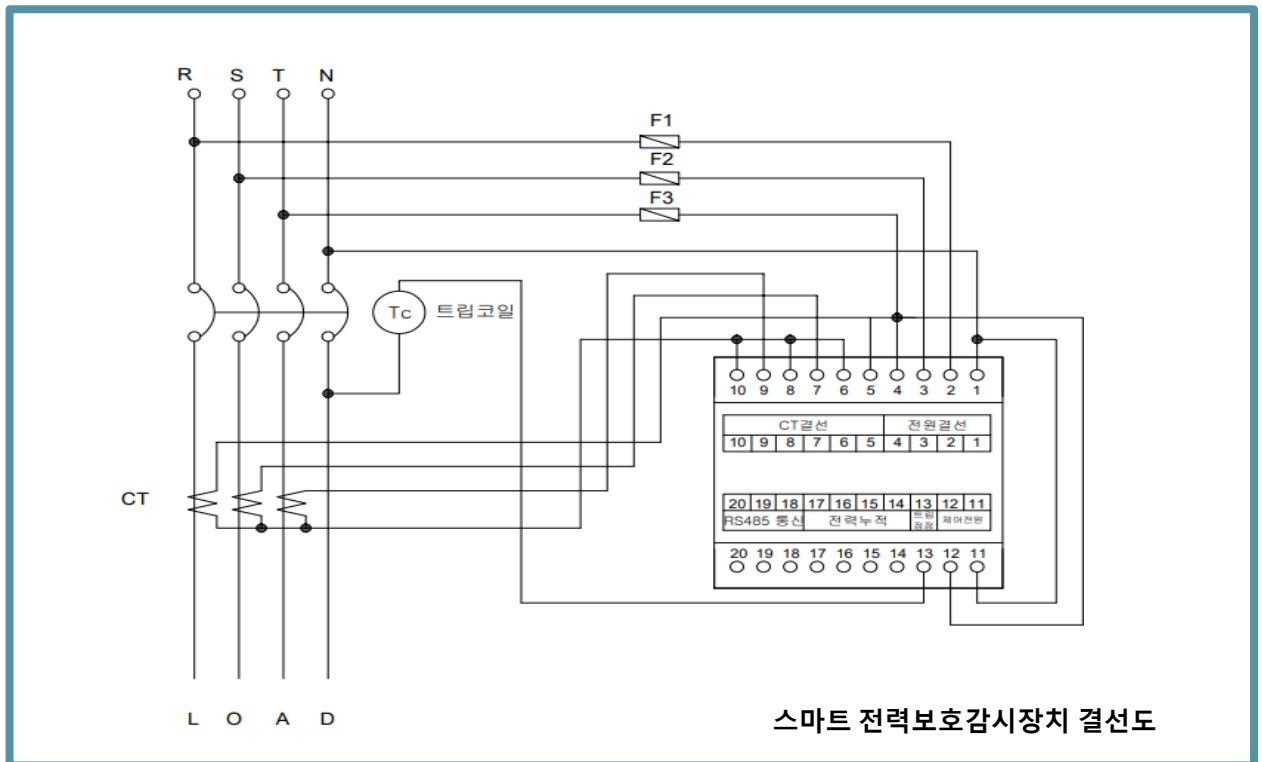 R S T N
F1
F2
F3
Tc 트립코일
10 9 8 7 6 5 4 3 2 1
CT결선 전원결선
10 9 8 7 6 5 4 3 2 1
CT
20 19 18 17 16 15 14 13 12 11
RS485 통신 전력누적 트립접점 제어전원
20 19 18 17 16 15 14 13 12 11
L O A D
스마트 전력보호감시장치 결선도